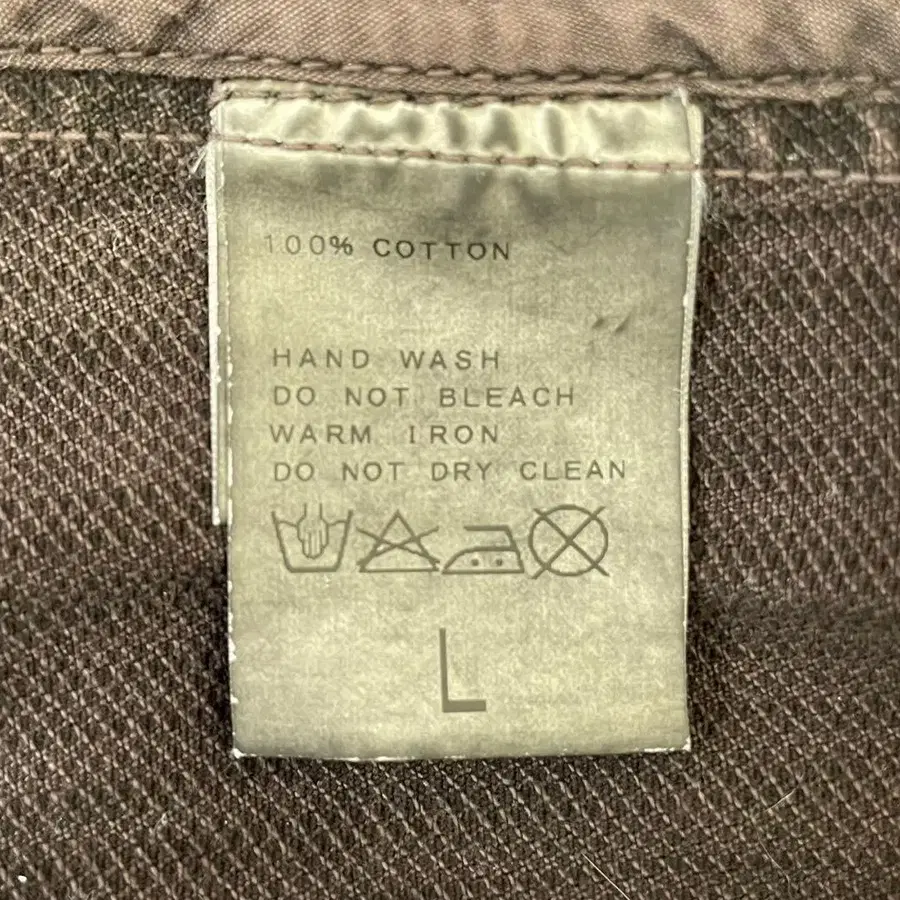 100% COTTON
HAND WASH
DO NOT BLEACH
WARM IRON
DO NOT DRY CLEAN
L